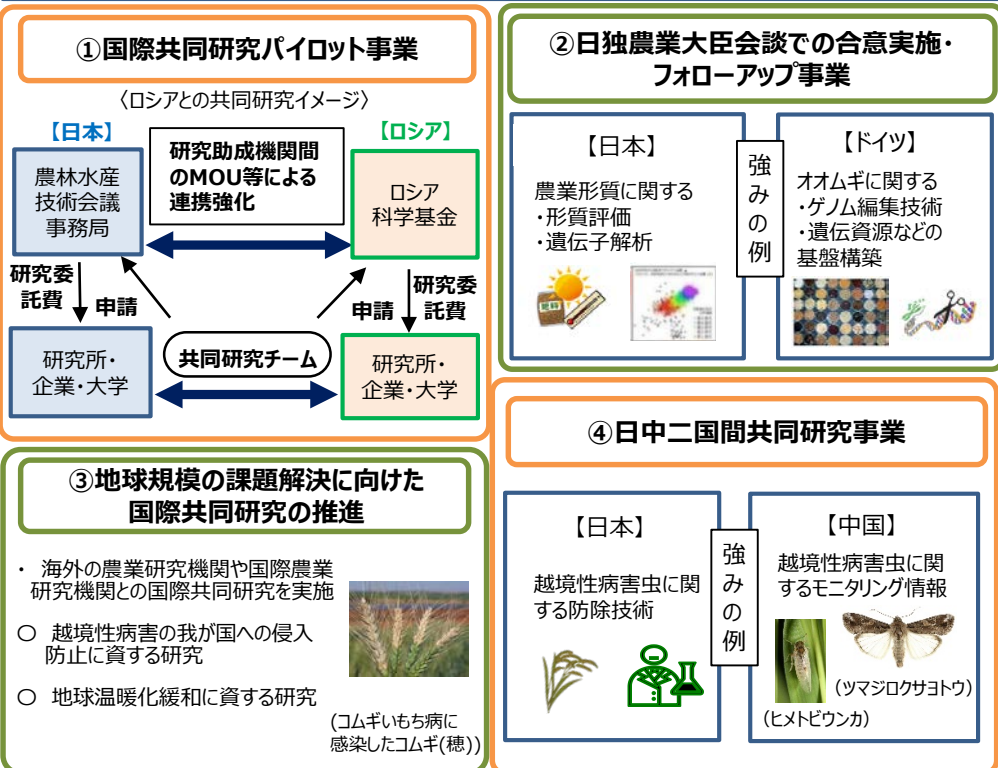 ①国際共同研究パイロット事業
〈ロシアとの共同研究イメージ〉
【日本】
【ロシア】
農林水産
技術会議
事務局
研究助成機関間
のMOU等による
連携強化
ロシア
科学基金
研究委
託費
申請
申請
研究委
託費
共同研究チーム
研究所・
企業・大学
研究所・
企業・大学
②日独農業大臣会談での合意実施・
フォローアップ事業
【日本】
農業形質に関する
・形質評価
・遺伝子解析
強みの例
【ドイツ】
オオムギに関する
・ゲノム編集技術
・遺伝資源などの
基盤構築
③地球規模の課題解決に向けた
国際共同研究の推進
・ 海外の農業研究機関や国際農業
研究機関との国際共同研究を実施
〇 越境性病害の我が国への侵入
防止に資する研究
〇 地球温暖化緩和に資する研究
(コムギいもち病に
感染したコムギ(穂))
④日中二国間共同研究事業
【日本】
越境性病害虫に関
する防除技術
強みの例
【中国】
越境性病害虫に関
するモニタリング情報
(ツマジロクサヨトウ)
(ヒメトビウンカ)